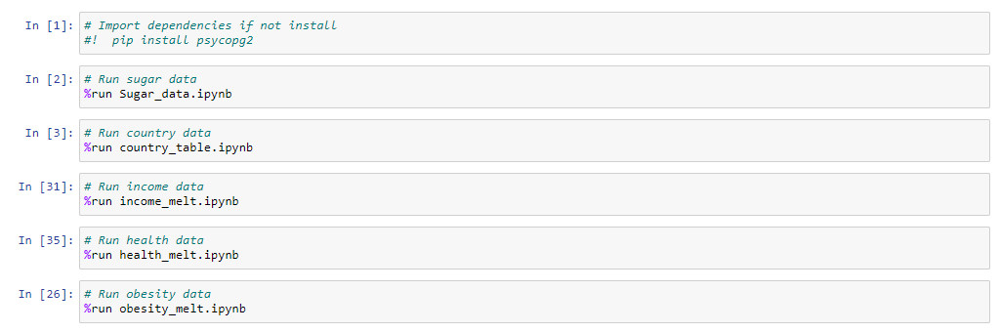 In [1]: # Import dependencies if not install
#!  pip install psycopg2
In [2]: # Run sugar data
%run Sugar_data.ipynb
In [3]: # Run country data
%run country_table.ipynb
In [31]: # Run income data
%run income_melt.ipynb
In [35]: # Run health data
%run health_melt.ipynb
In [26]: # Run obesity data
%run obesity_melt.ipynb